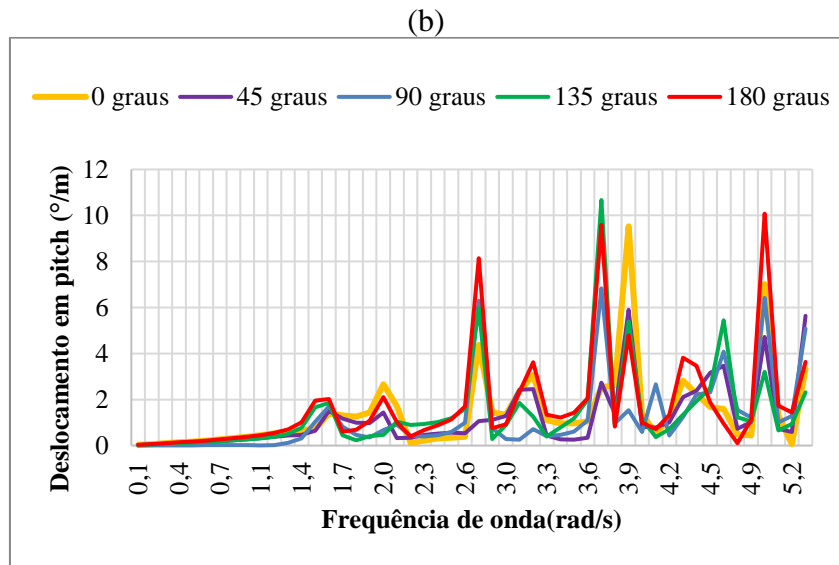 (b)
0 graus 45 graus 90 graus 135 graus 180 graus
Deslocamento em pitch (°/m)
12
10
8
6
4
2
0
0,1 0,4 0,7 1,1 1,4 1,7 2,0 2,3 2,6 3,0 3,3 3,6 3,9 4,2 4,5 4,9 5,2
Frequência de onda(rad/s)